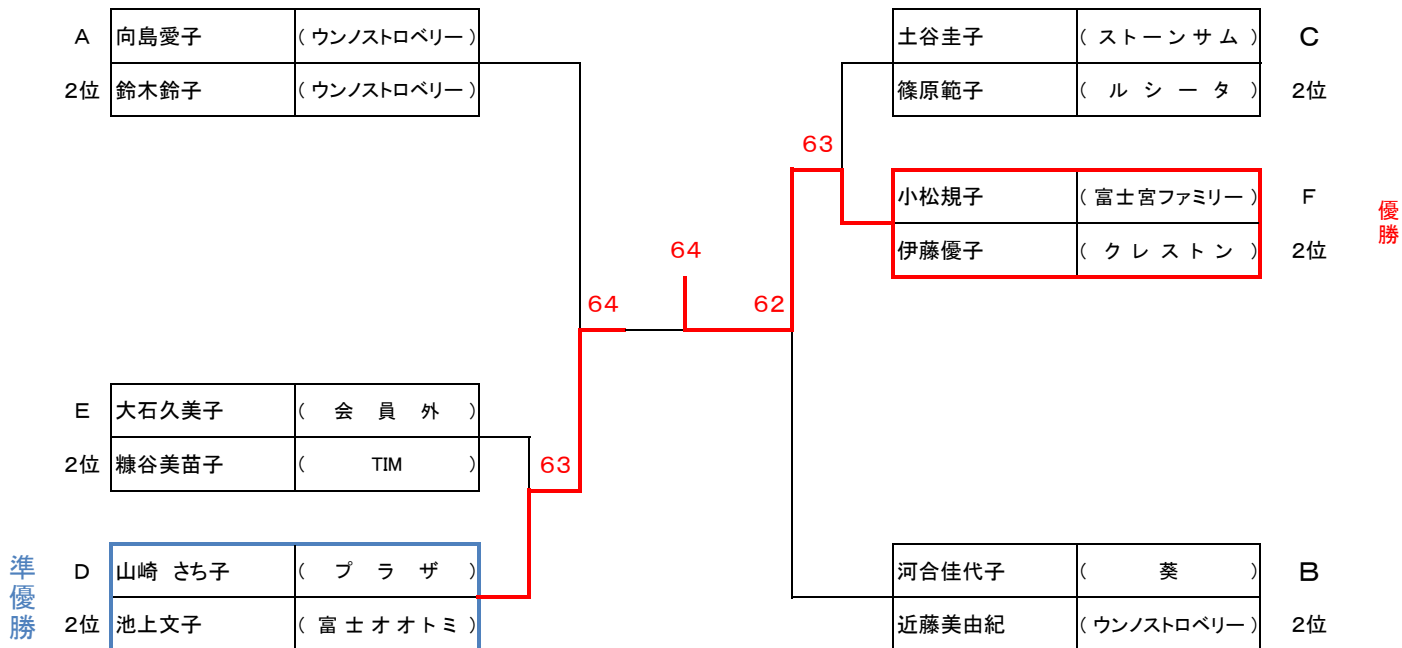 A 向島愛子 (ウンノストロベリー)
2位 鈴木鈴子 (ウンノストロベリー)
E 大石久美子 (会員外)
2位 糠谷美苗子 (TIM)
準優勝
D 山崎 さち子 (プラザ)
2位 池上文子 (富士オオトミ)
63
64
64
62
63
土谷圭子 (ストーンサム) C
篠原範子 (ルシータ) 2位
小松規子 (富士宮ファミリー) F
伊藤優子 (クレストン) 2位
優勝
河合佳代子 (葵) B
近藤美由紀 (ウンノストロベリー) 2位